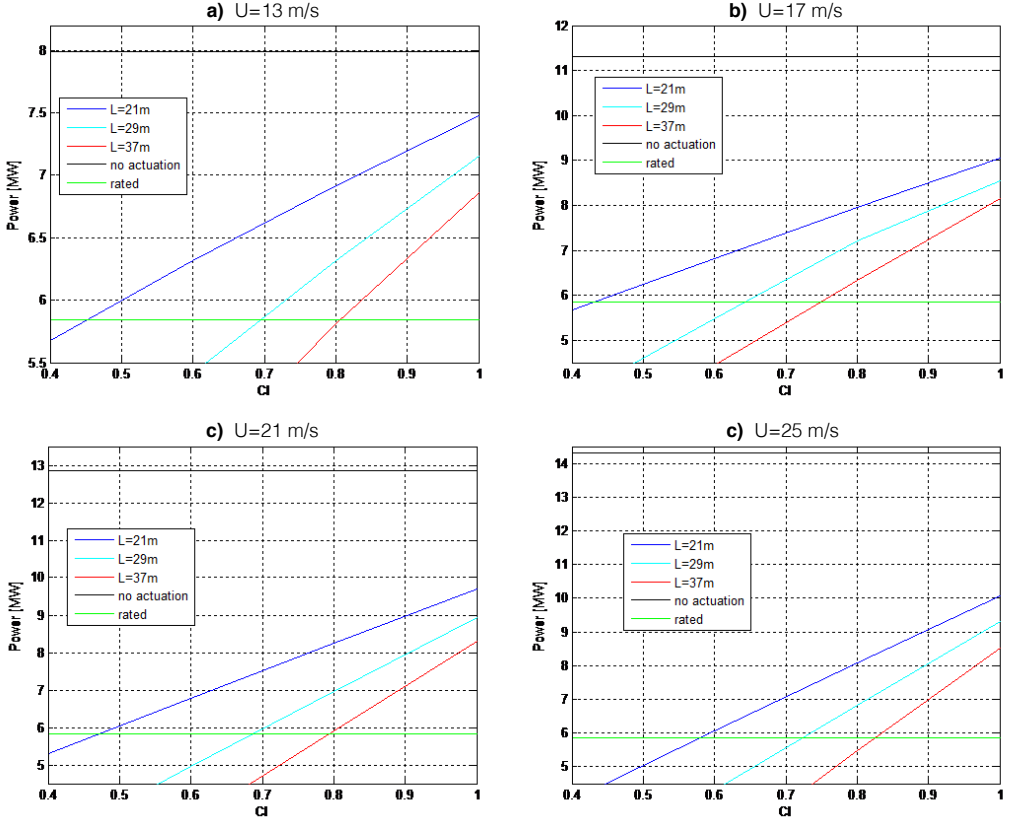 a) U=13 m/s
8
7.5
7
6.5
6
5.5
Power [MW]
L=21m
L=29m
L=37m
no actuation
rated
0.4 0.5 0.6 0.7 0.8 0.9 1
Cl
b) U=17 m/s
12
11
10
9
8
7
6
5
Power [MW]
L=21m
L=29m
L=37m
no actuation
rated
0.4 0.5 0.6 0.7 0.8 0.9 1
Cl
c) U=21 m/s
13
12
11
10
9
8
7
6
5
Power [MW]
L=21m
L=29m
L=37m
no actuation
rated
0.4 0.5 0.6 0.7 0.8 0.9 1
Cl
c) U=25 m/s
14
13
12
11
10
9
8
7
6
5
Power [MW]
L=21m
L=29m
L=37m
no actuation
rated
0.4 0.5 0.6 0.7 0.8 0.9 1
Cl